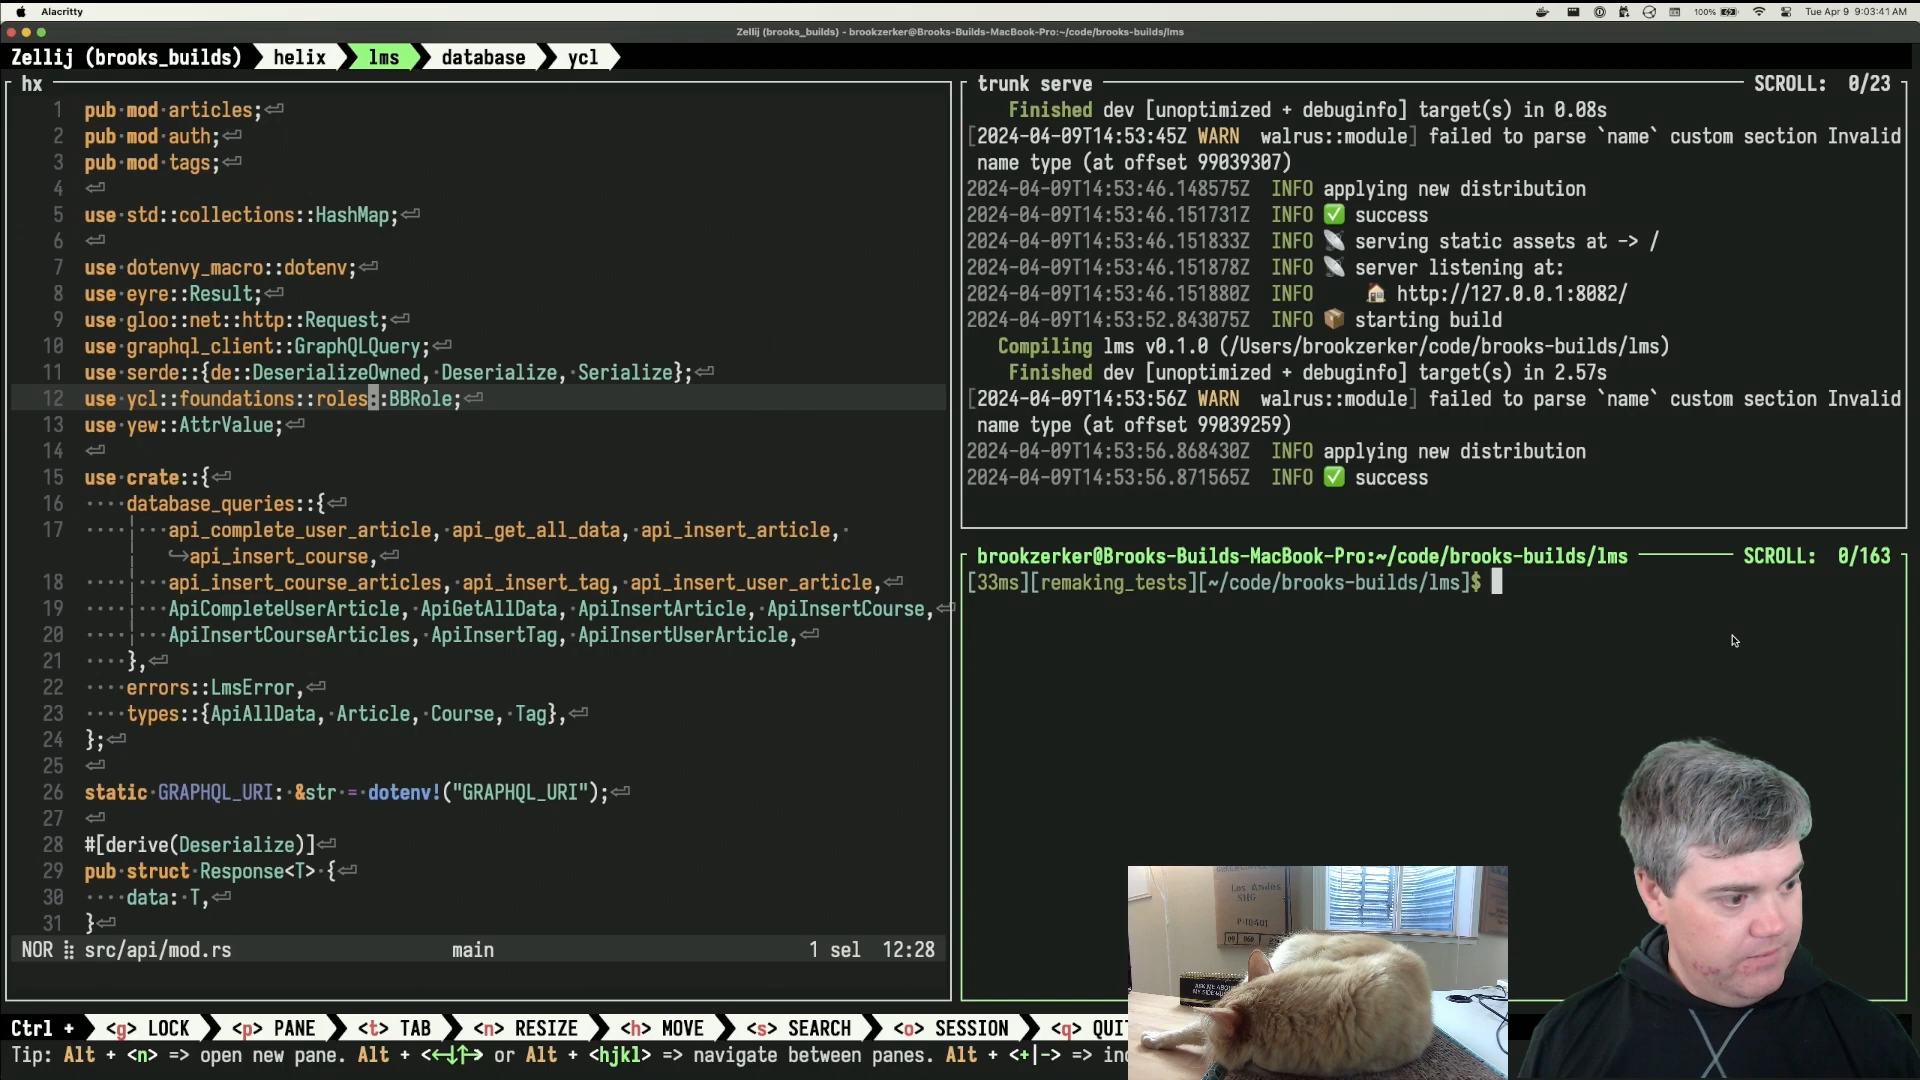 Alacritty
100%
Tue Apr 9 9:03:41 AM
Zellij (brooks_builds) - brookzerker@Brooks-Builds-MacBook-Pro:~/code/brooks-builds/lms
Zellij (brooks_builds) helix lms database ycl
hx
1 pub·mod·articles;⏎
2 pub·mod·auth;⏎
3 pub·mod·tags;⏎
4 ⏎
5 use·std::collections::HashMap;⏎
6 ⏎
7 use·dotenvy_macro::dotenv;⏎
8 use·eyre::Result;⏎
9 use·gloo::net::http::Request;⏎
10 use·graphql_client::GraphQLQuery;⏎
11 use·serde::{de::DeserializeOwned,·Deserialize,·Serialize};⏎
12 use·ycl::foundations::roles::BBRole;⏎
13 use·yew::AttrValue;⏎
14 ⏎
15 use·crate::{⏎
16 ····database_queries::{⏎
17 ····│···api_complete_user_article,·api_get_all_data,·api_insert_article,·
↪api_insert_course,⏎
18 ····│···api_insert_course_articles,·api_insert_tag,·api_insert_user_article,⏎
19 ····│···ApiCompleteUserArticle,·ApiGetAllData,·ApiInsertArticle,·ApiInsertCourse,⏎
20 ····│···ApiInsertCourseArticles,·ApiInsertTag,·ApiInsertUserArticle,⏎
21 ····},⏎
22 ····errors::LmsError,⏎
23 ····types::{ApiAllData,·Article,·Course,·Tag},⏎
24 };⏎
25 ⏎
26 static·GRAPHQL_URI:·&str·=·dotenv!("GRAPHQL_URI");⏎
27 ⏎
28 #[derive(Deserialize)]⏎
29 pub·struct·Response<T>·{⏎
30 ····data:·T,⏎
31 }⏎
NOR src/api/mod.rs main 1 sel 12:28
trunk serve SCROLL: 0/23
Finished dev [unoptimized + debuginfo] target(s) in 0.08s
[2024-04-09T14:53:45Z WARN walrus::module] failed to parse `name` custom section Invalid
name type (at offset 99039307)
2024-04-09T14:53:46.148575Z INFO applying new distribution
2024-04-09T14:53:46.151731Z INFO ✅ success
2024-04-09T14:53:46.151833Z INFO 📡 serving static assets at -> /
2024-04-09T14:53:46.151878Z INFO 📡 server listening at:
2024-04-09T14:53:46.151880Z INFO 🏠 http://127.0.0.1:8082/
2024-04-09T14:53:52.843075Z INFO 📦 starting build
Compiling lms v0.1.0 (/Users/brookzerker/code/brooks-builds/lms)
Finished dev [unoptimized + debuginfo] target(s) in 2.57s
[2024-04-09T14:53:56Z WARN walrus::module] failed to parse `name` custom section Invalid
name type (at offset 99039259)
2024-04-09T14:53:56.868430Z INFO applying new distribution
2024-04-09T14:53:56.871565Z INFO ✅ success
brookzerker@Brooks-Builds-MacBook-Pro:~/code/brooks-builds/lms SCROLL: 0/163
[33ms][remaking_tests][~/code/brooks-builds/lms]$
Los Andes
SHG
P-10401
ASK ME ABOUT
Ctrl + <g> LOCK <p> PANE <t> TAB <n> RESIZE <h> MOVE <s> SEARCH <o> SESSION <q> QUI
Tip: Alt + <n> => open new pane. Alt + <←↓↑→> or Alt + <hjkl> => navigate between panes. Alt + <+|-> => in